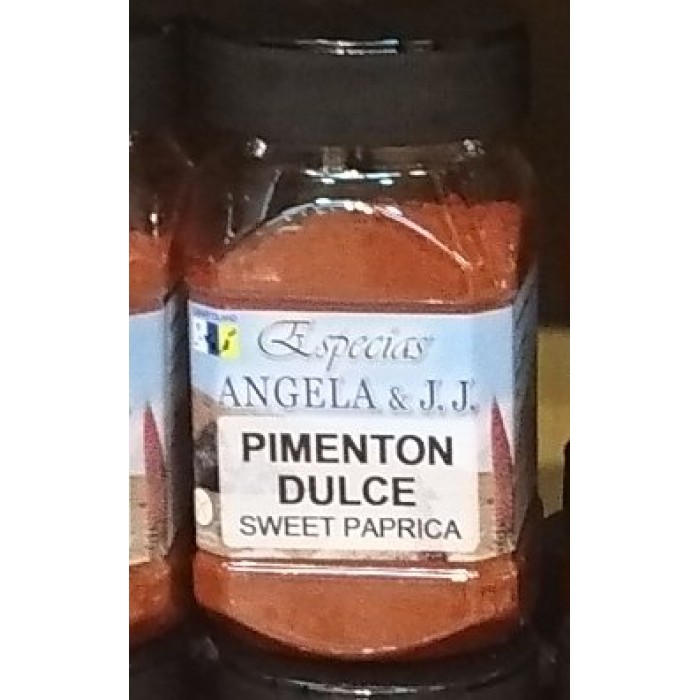 Especias
ANGELA & J. J.
PIMENTON
DULCE
SWEET PAPRICA